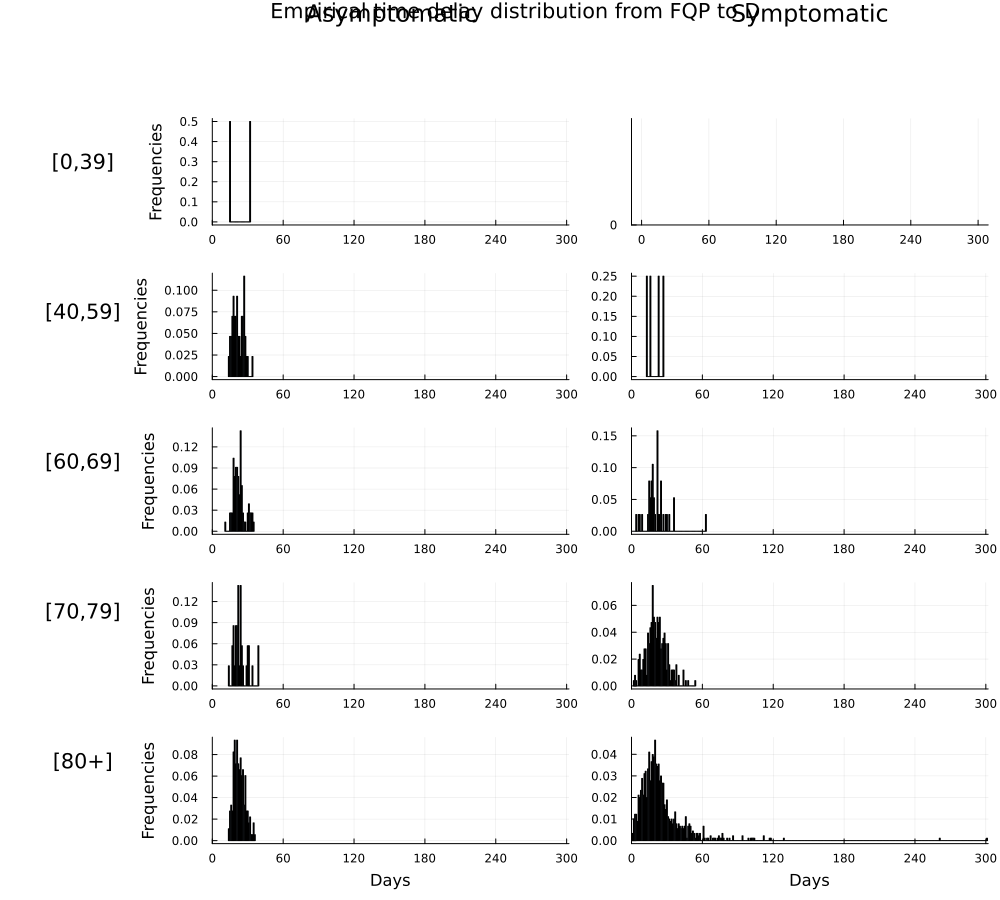 Empirical time delay distribution from FQP to D
Asymptomatic Symptomatic
[0,39]
Frequencies
0.5
0.4
0.3
0.2
0.1
0.0
0 60 120 180 240 300
0
0 60 120 180 240 300
[40,59]
Frequencies
0.100
0.075
0.050
0.025
0.000
0 60 120 180 240 300
0.25
0.20
0.15
0.10
0.05
0.00
0 60 120 180 240 300
[60,69]
Frequencies
0.12
0.09
0.06
0.03
0.00
0 60 120 180 240 300
0.15
0.10
0.05
0.00
0 60 120 180 240 300
[70,79]
Frequencies
0.12
0.09
0.06
0.03
0.00
0 60 120 180 240 300
0.06
0.04
0.02
0.00
0 60 120 180 240 300
[80+]
Frequencies
0.08
0.06
0.04
0.02
0.00
0 60 120 180 240 300
Days
0.04
0.03
0.02
0.01
0.00
0 60 120 180 240 300
Days